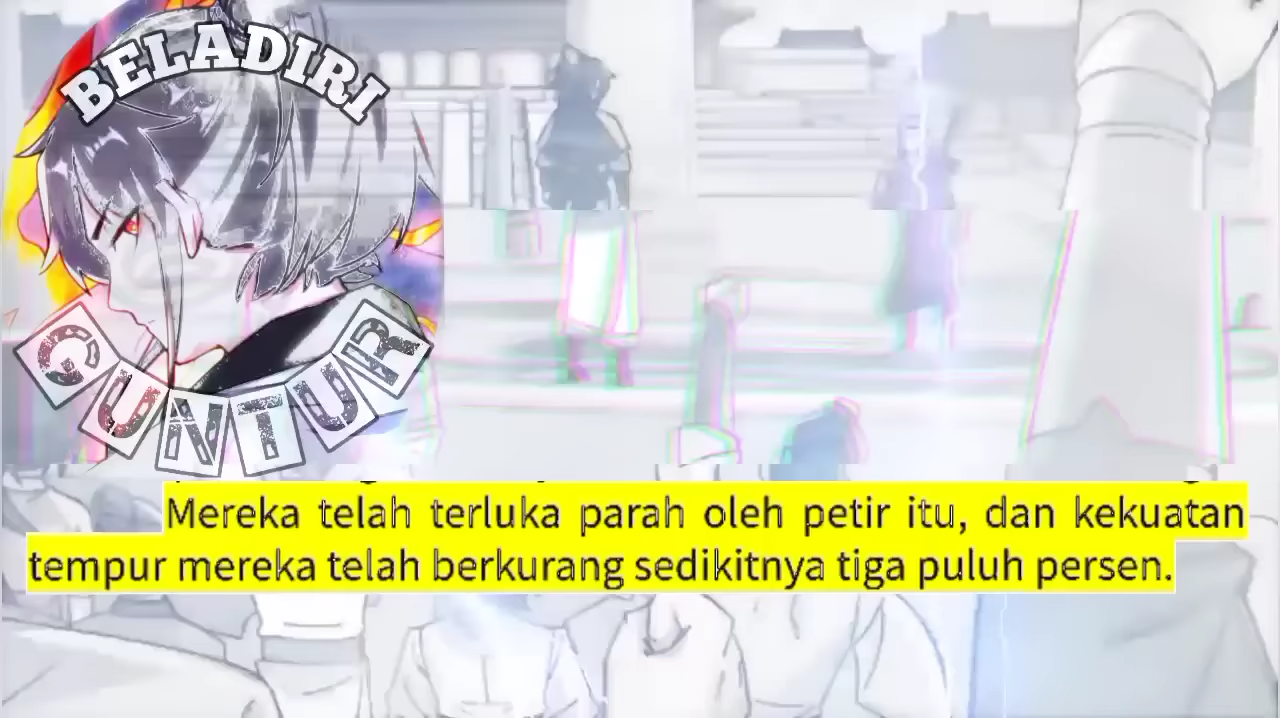 BELADIRI
GUNTUR
Mereka telah terluka parah oleh petir itu, dan kekuatan
tempur mereka telah berkurang sedikitnya tiga puluh persen.